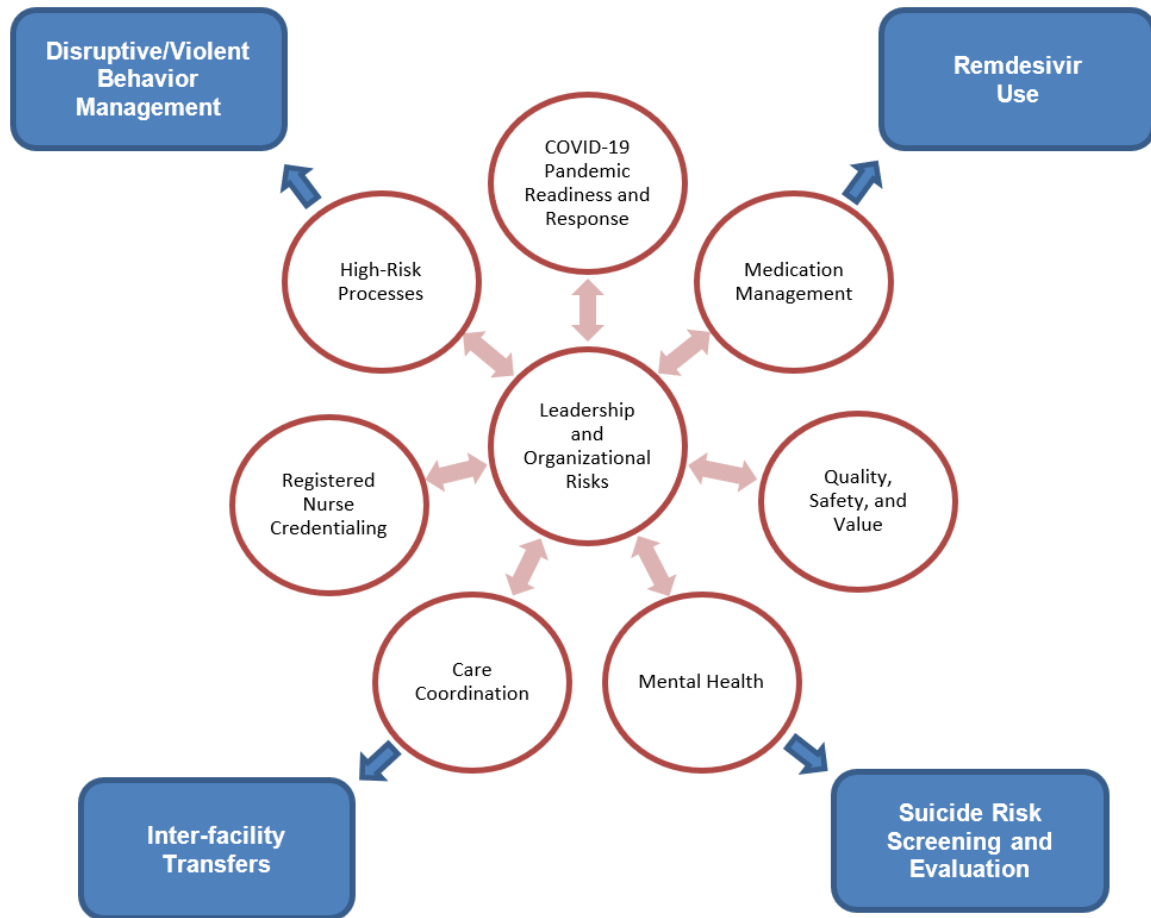 Disruptive/Violent
Behavior
Management
Remdesivir
Use
COVID-19
Pandemic
Readiness and
Response
High-Risk
Processes
Medication
Management
Leadership
and
Organizational
Risks
Registered
Nurse
Credentialing
Quality,
Safety, and
Value
Care
Coordination
Mental Health
Inter-facility
Transfers
Suicide Risk
Screening and
Evaluation